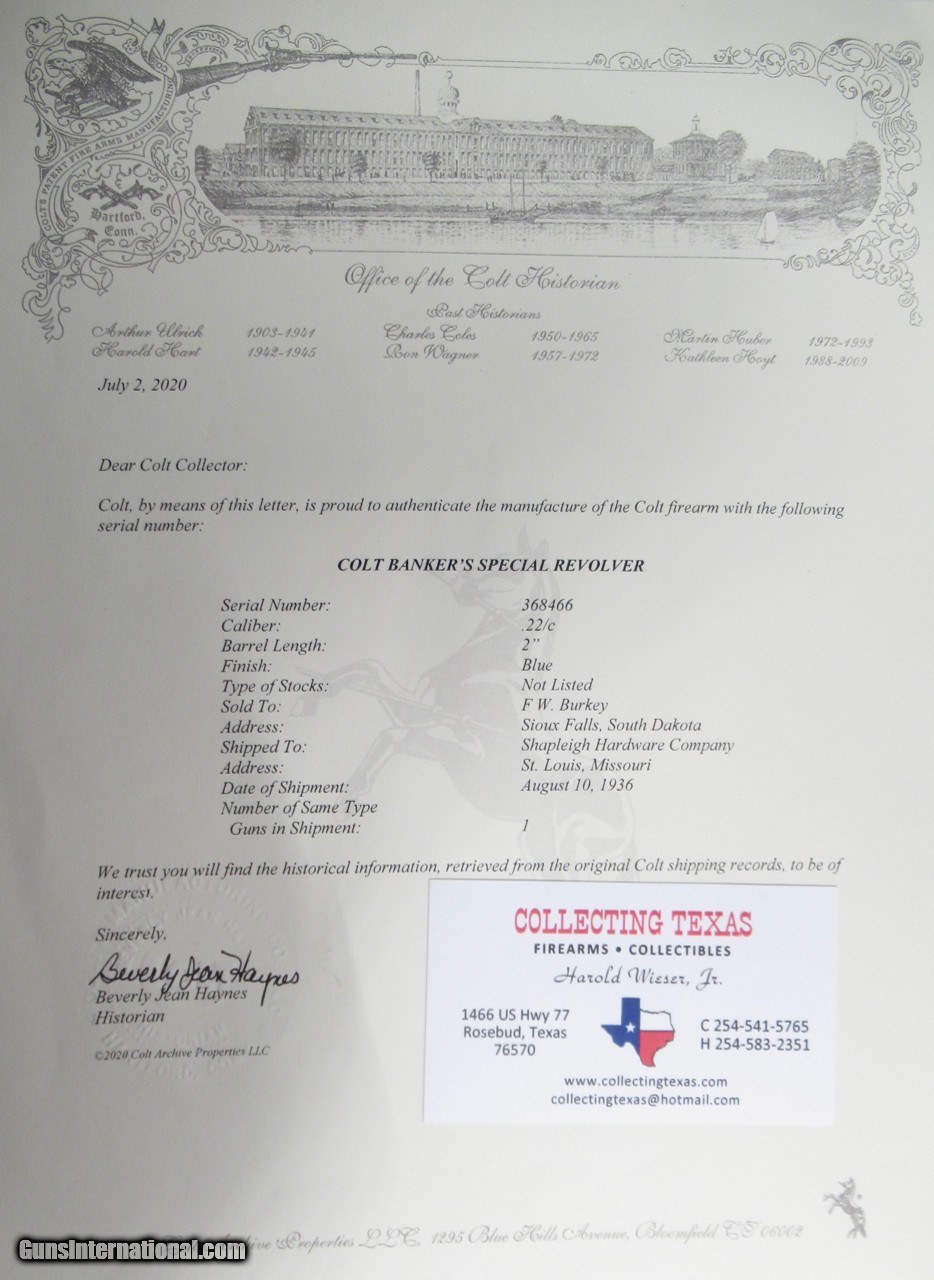 COLTS PATENT FIRE ARMS MANUFACTURING
Hartford,
Conn.
Office of the Colt Historian
Past Historians
Arthur Ulrich 1903-1941 Charles Coles 1950-1965 Martin Huber 1972-1993
Harold Hart 1942-1945 Ron Wagner 1957-1972 Kathleen Hoyt 1988-2009
July 2, 2020
Dear Colt Collector:
Colt, by means of this letter, is proud to authenticate the manufacture of the Colt firearm with the following
serial number:
COLT BANKER'S SPECIAL REVOLVER
Serial Number: 368466
Caliber: .22/c
Barrel Length: 2”
Finish: Blue
Type of Stocks: Not Listed
Sold To: F W. Burkey
Address: Sioux Falls, South Dakota
Shipped To: Shapleigh Hardware Company
Address: St. Louis, Missouri
Date of Shipment: August 10, 1936
Number of Same Type
Guns in Shipment: 1
We trust you will find the historical information, retrieved from the original Colt shipping records, to be of
interest.
Sincerely,
Beverly Jean Haynes
Beverly Jean Haynes
Historian
©2020 Colt Archive Properties LLC
COLLECTING TEXAS
FIREARMS • COLLECTIBLES
Harold Wieser, Jr.
1466 US Hwy 77
Rosebud, Texas
76570
C 254-541-5765
H 254-583-2351
www.collectingtexas.com
collectingtexas@hotmail.com
Properties LLC. 1295 Blue Hills Avenue, Bloomfield CT 06002
GunsInternational.com